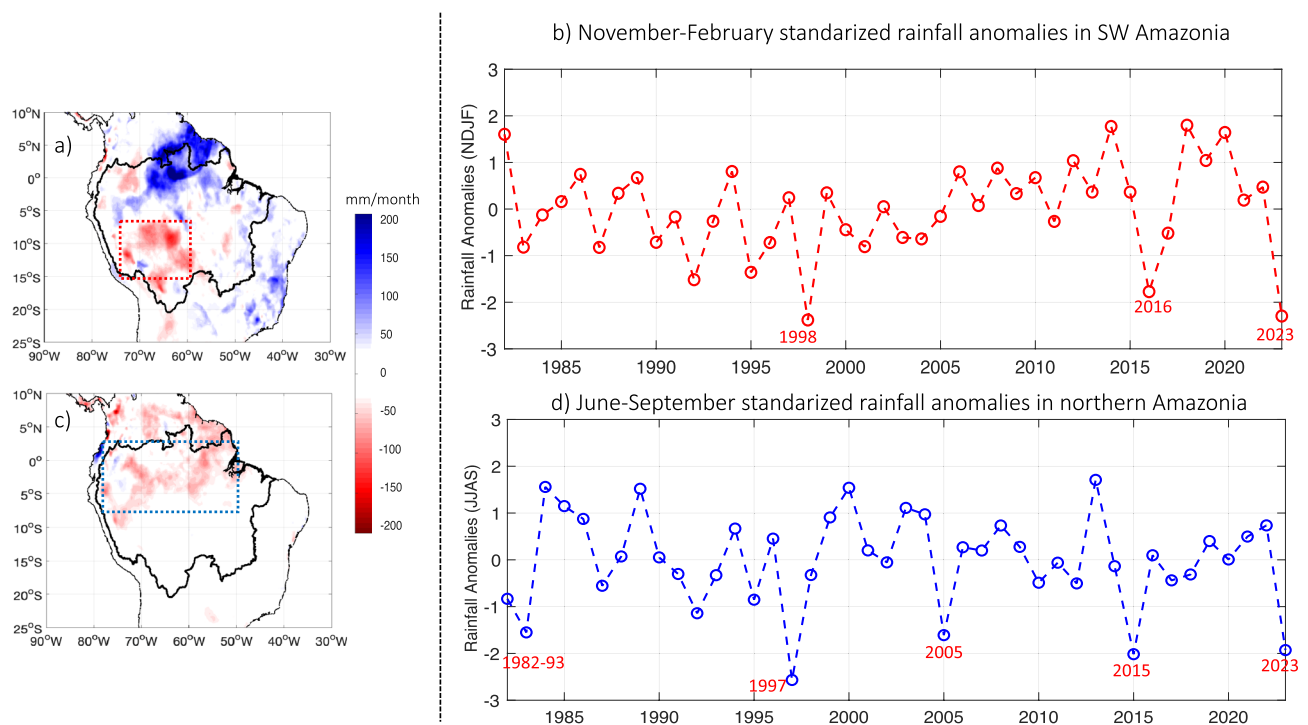 b) November-February standarized rainfall anomalies in SW Amazonia
3
2
1
0
-1
-2
-3
Rainfall Anomalies (NDJF)
1998
2016
2023
1985 1990 1995 2000 2005 2010 2015 2020
a)
10°N
5°N
0°
5°S
10°S
15°S
20°S
25°S
90°W 80°W 70°W 60°W 50°W 40°W 30°W
mm/month
200
150
100
50
0
-50
-100
-150
-200
c)
10°N
5°N
0°
5°S
10°S
15°S
20°S
25°S
90°W 80°W 70°W 60°W 50°W 40°W 30°W
d) June-September standarized rainfall anomalies in northern Amazonia
3
2
1
0
-1
-2
-3
Rainfall Anomalies (JJAS)
1982-93
1997
2005
2015
2023
1985 1990 1995 2000 2005 2010 2015 2020